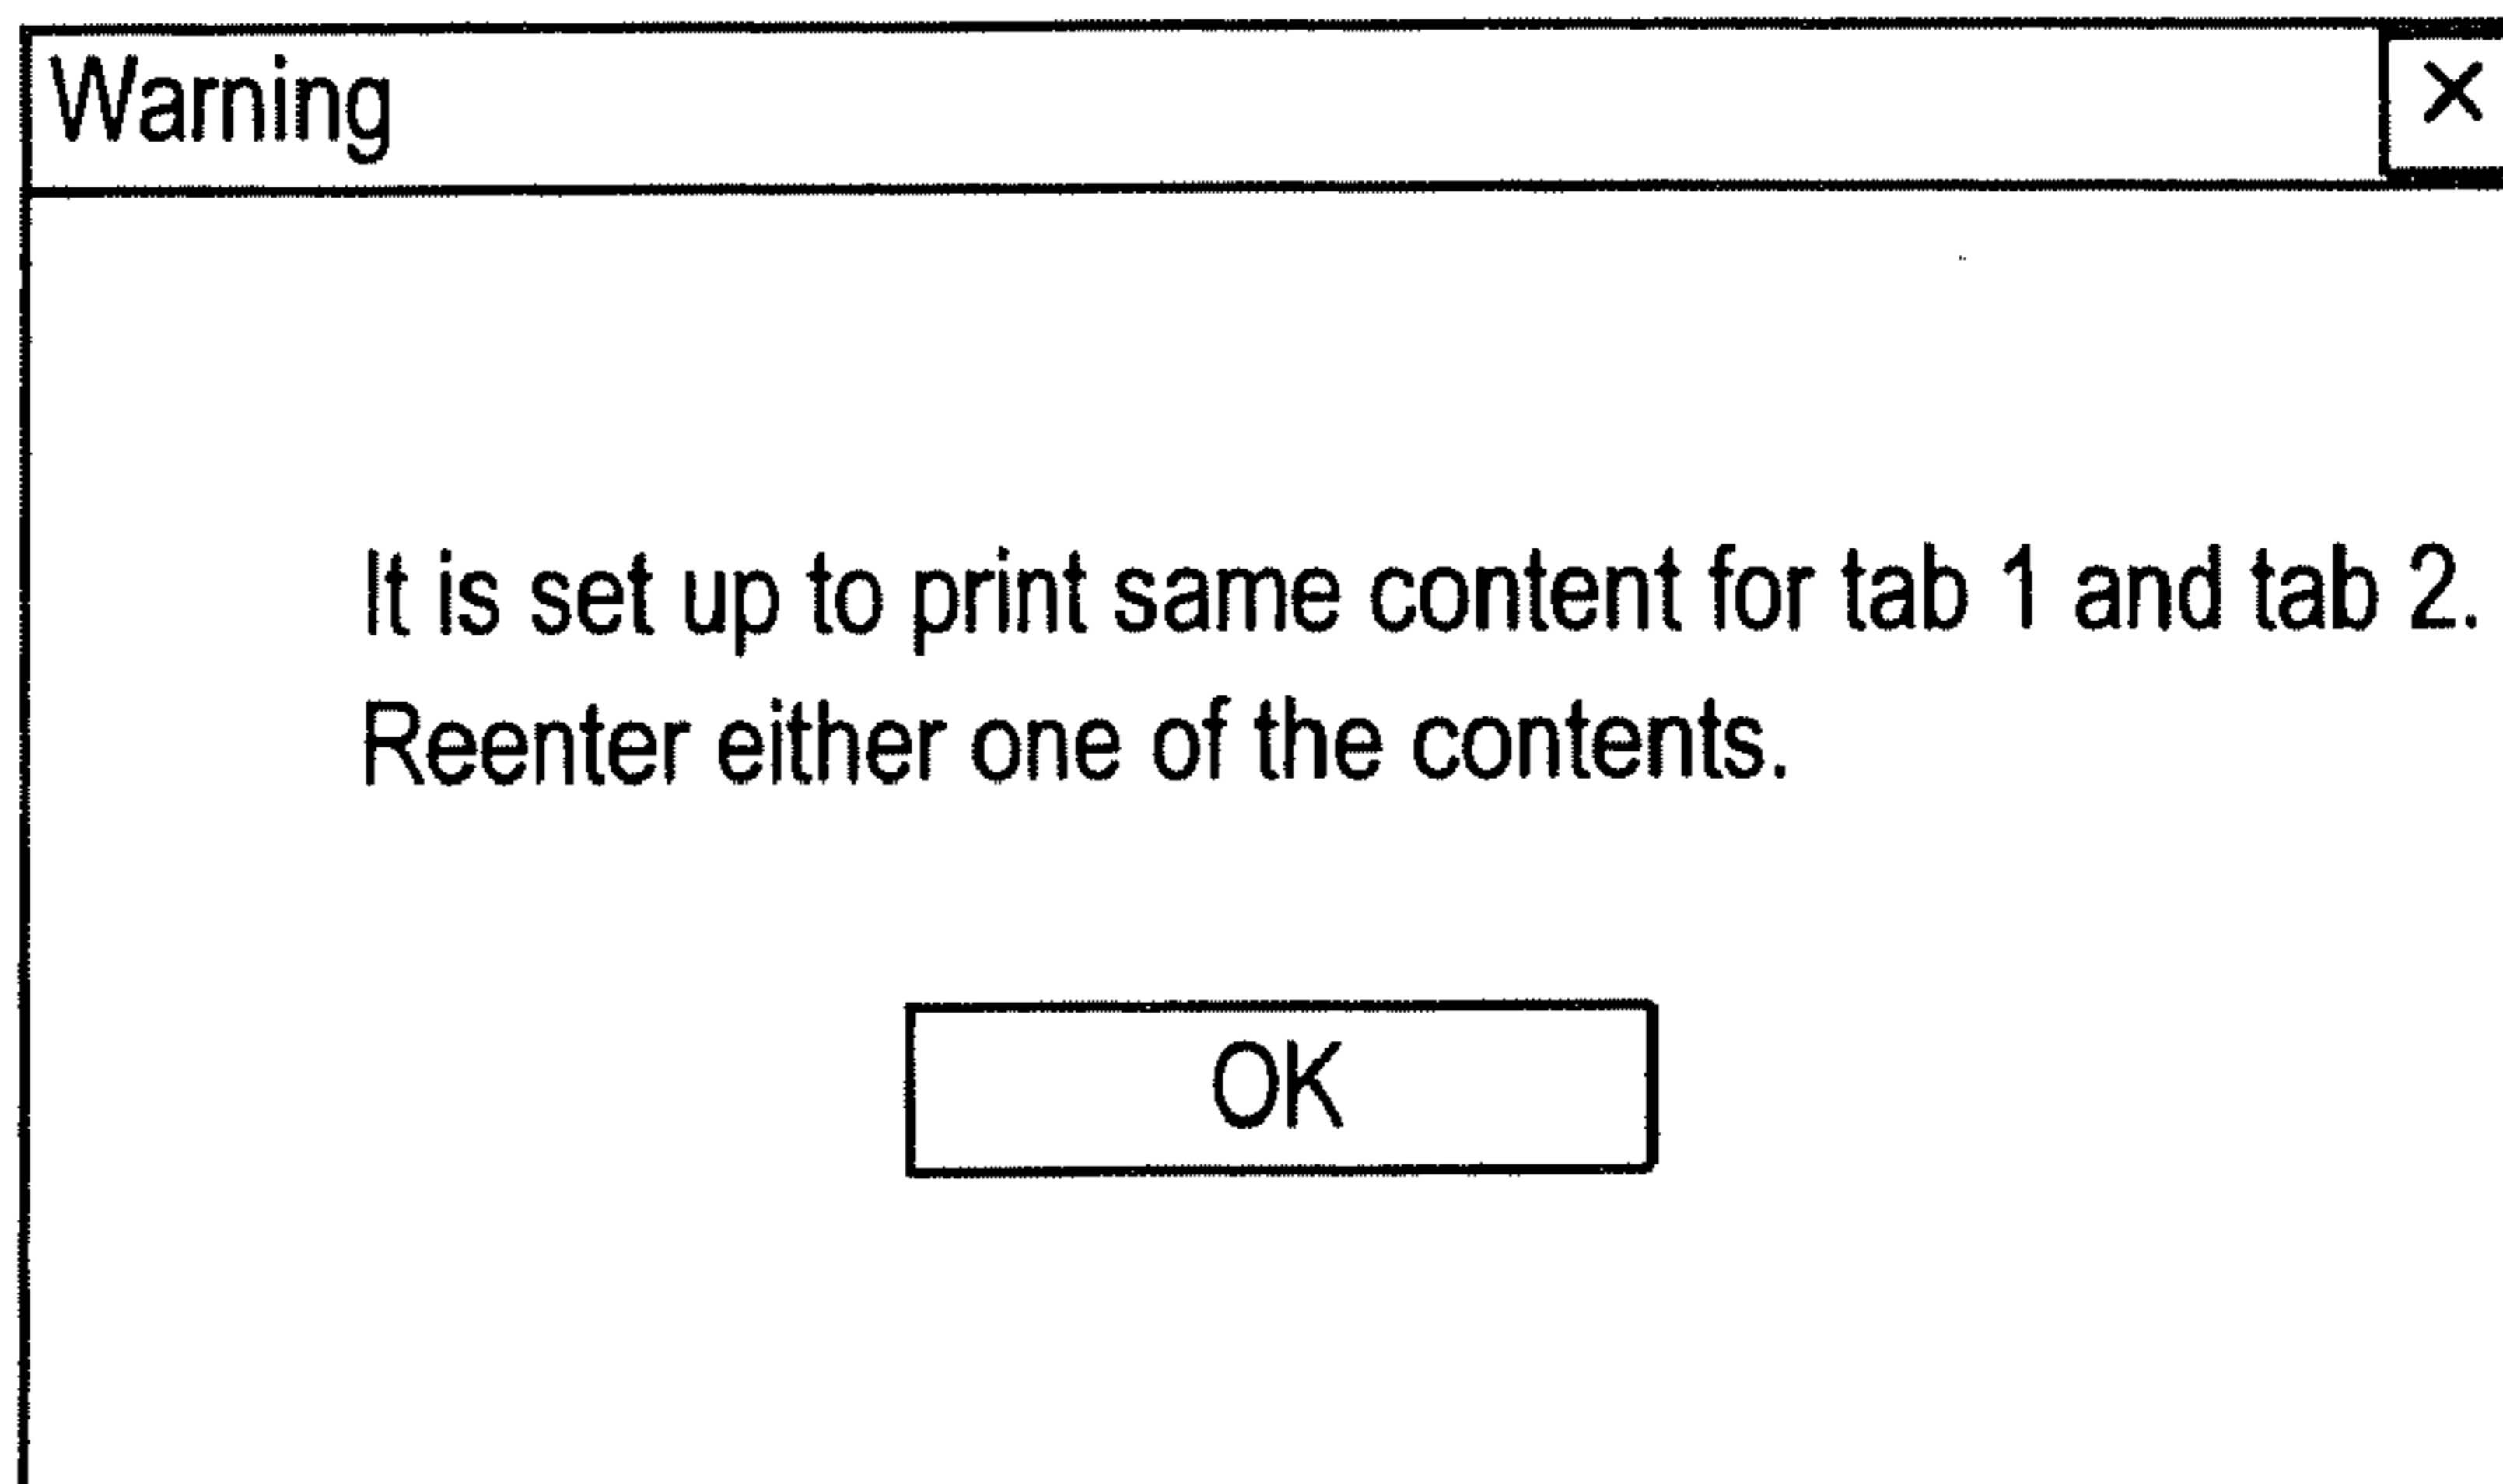 Warning
It is set up to print same content for tab 1 and tab 2.
Reenter either one of the contents.
OK